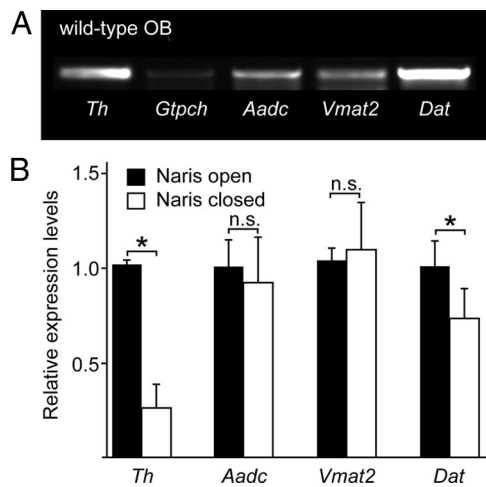 A
wild-type OB
Th Gtpch Aadc Vmat2 Dat
B
Relative expression levels
1.5
1.0
0.5
Naris open
Naris closed
*
n.s.
n.s.
*
Th Aadc Vmat2 Dat